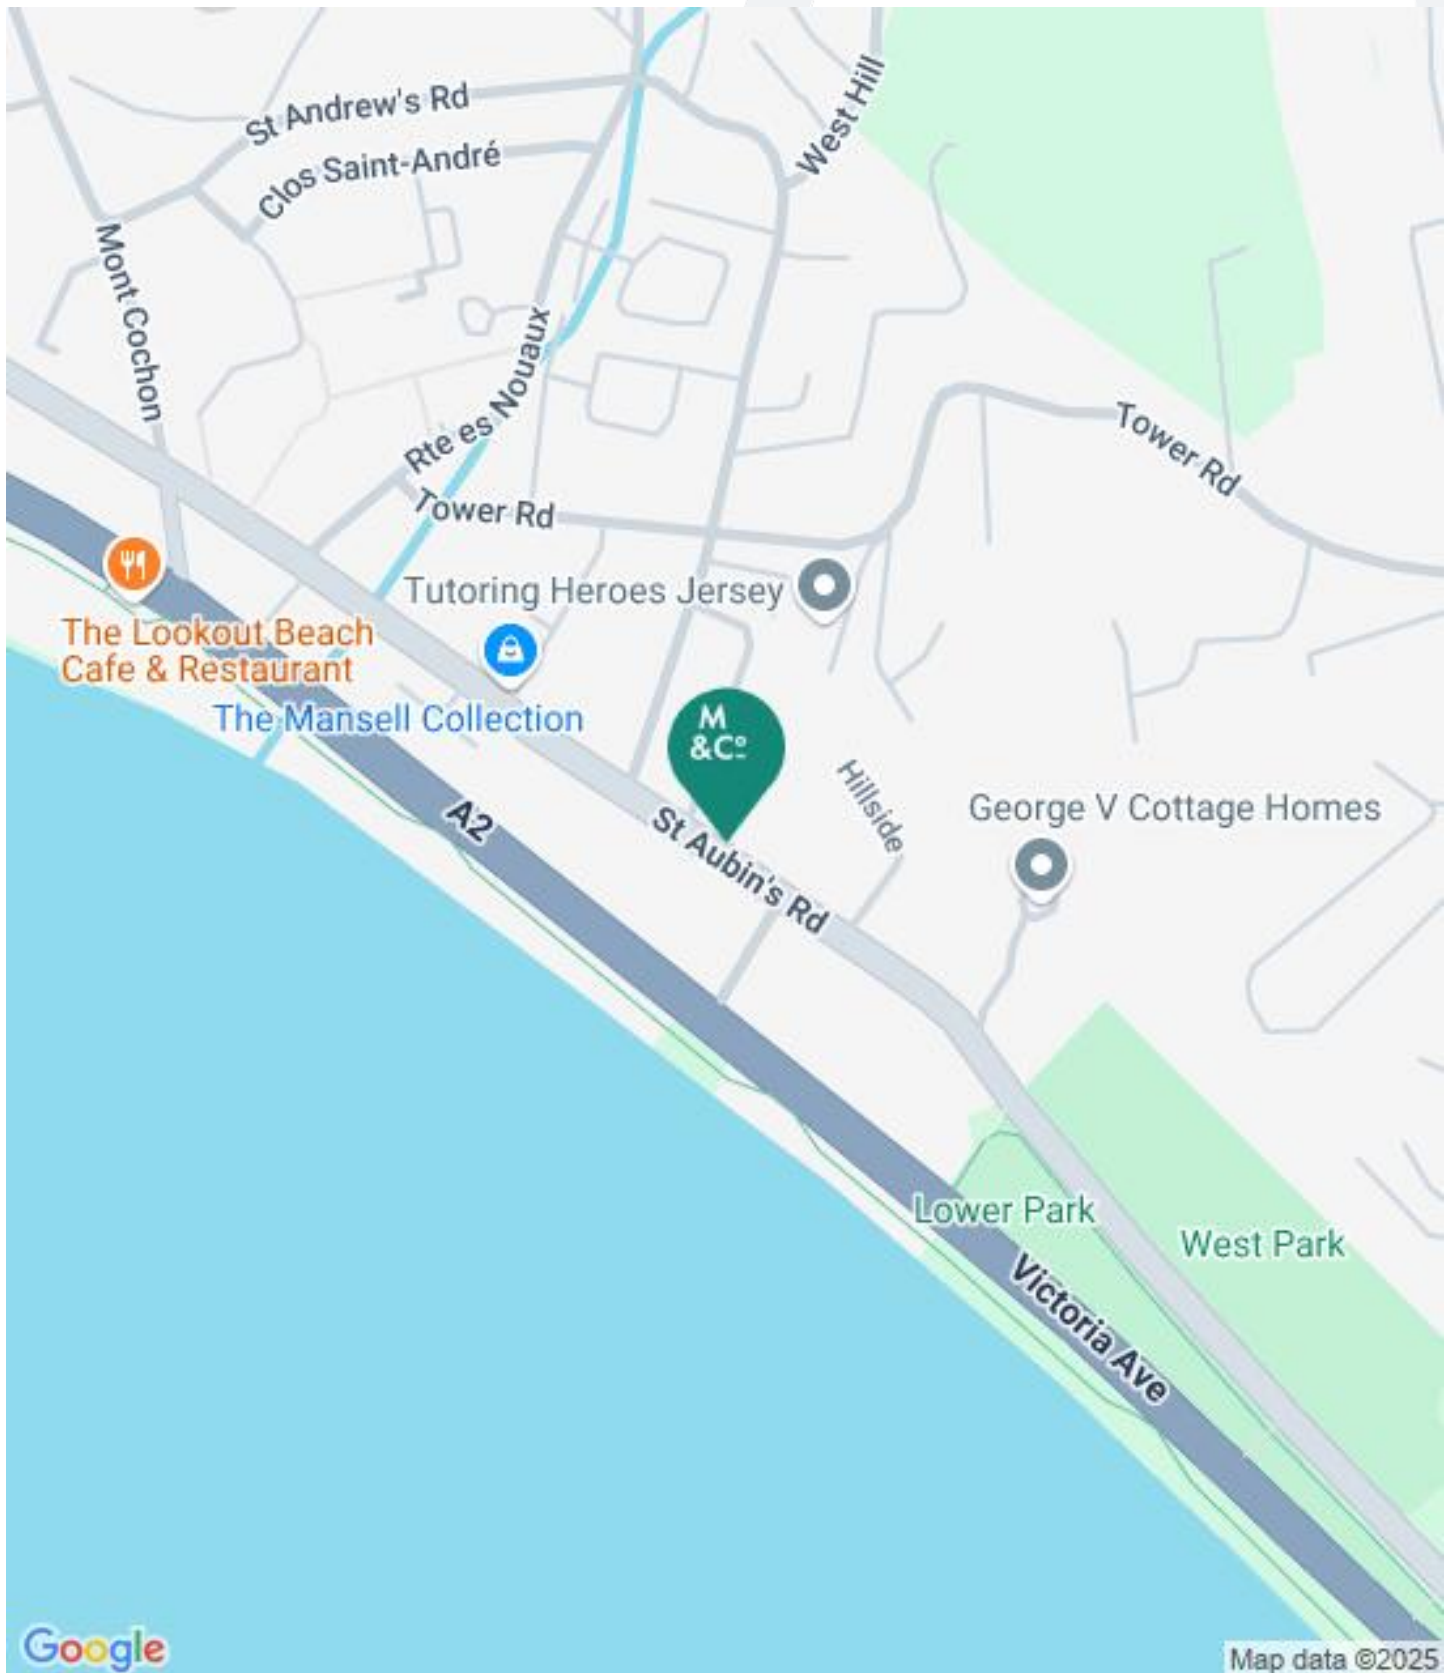 West Hill
St Andrew's Rd
Clos Saint-André
Mont Cochon
Rte es Nouaux
Tower Rd
Tower Rd
Tutoring Heroes Jersey
The Lookout Beach
Cafe & Restaurant
The Mansell Collection
M
&Cº
Hillside
A2
St Aubin's Rd
George V Cottage Homes
Lower Park
West Park
Victoria Ave
Google
Map data ©2025